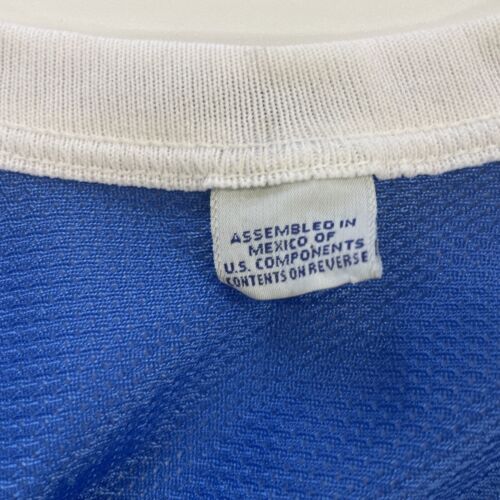 ASSEMBLED IN
MEXICO OF
U.S. COMPONENTS
CONTENTS ON REVERSE